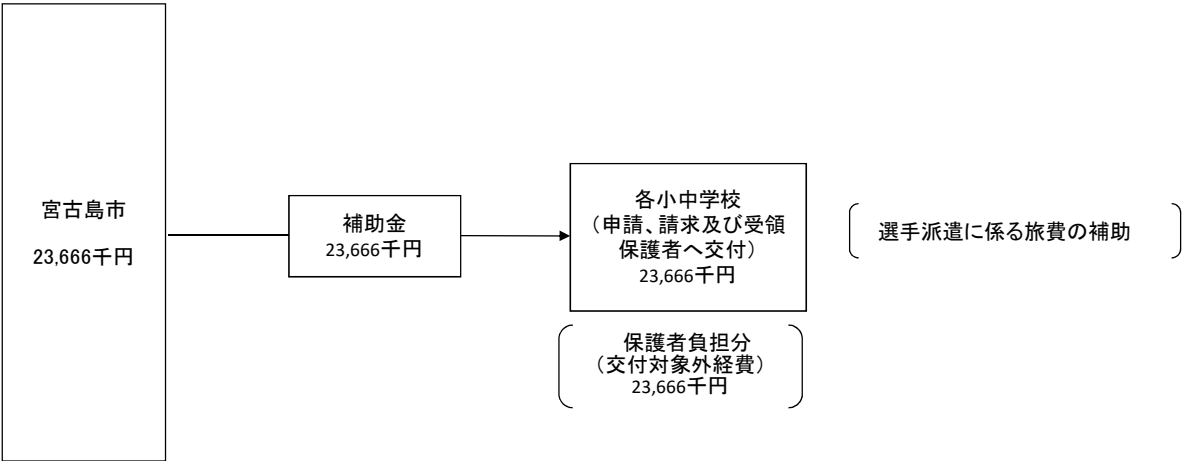 宮古島市
23,666千円
補助金
23,666千円
各小中学校
（申請、請求及び受領
保護者へ交付）
23,666千円
選手派遣に係る旅費の補助
保護者負担分
（交付対象外経費）
23,666千円